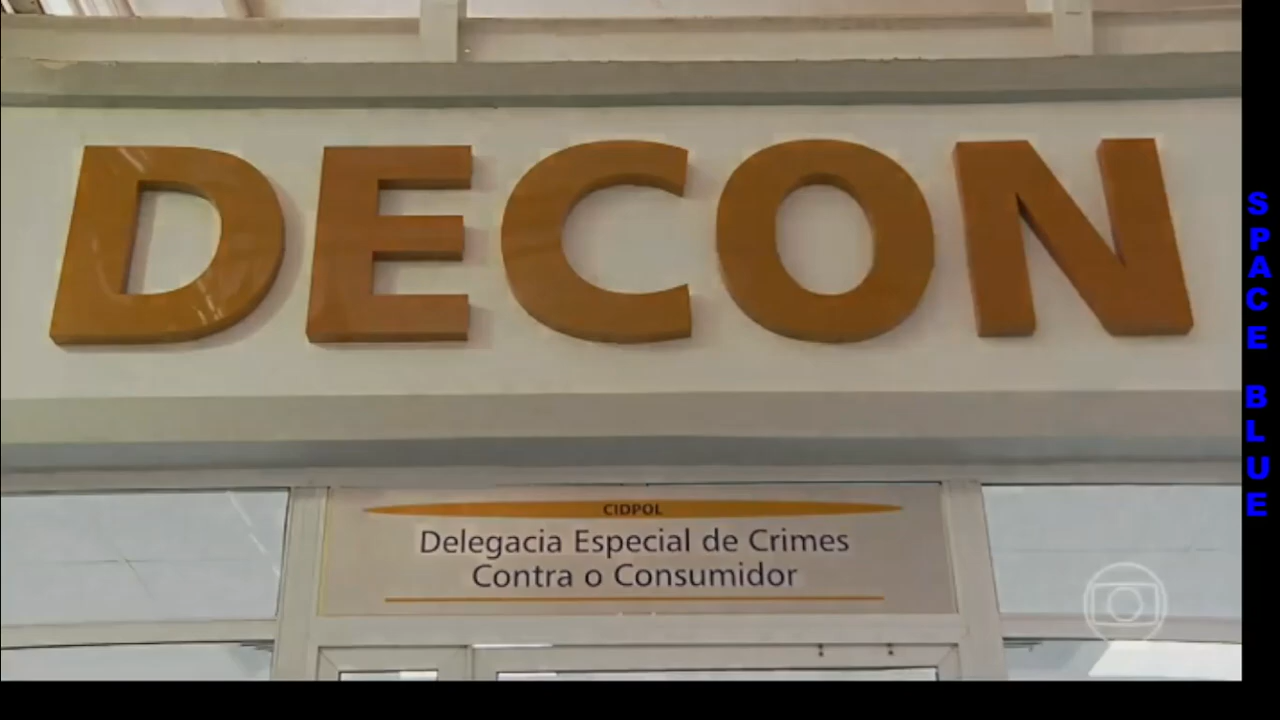 DECON
CIDPOL
Delegacia Especial de Crimes
Contra o Consumidor
SPACE BLUE